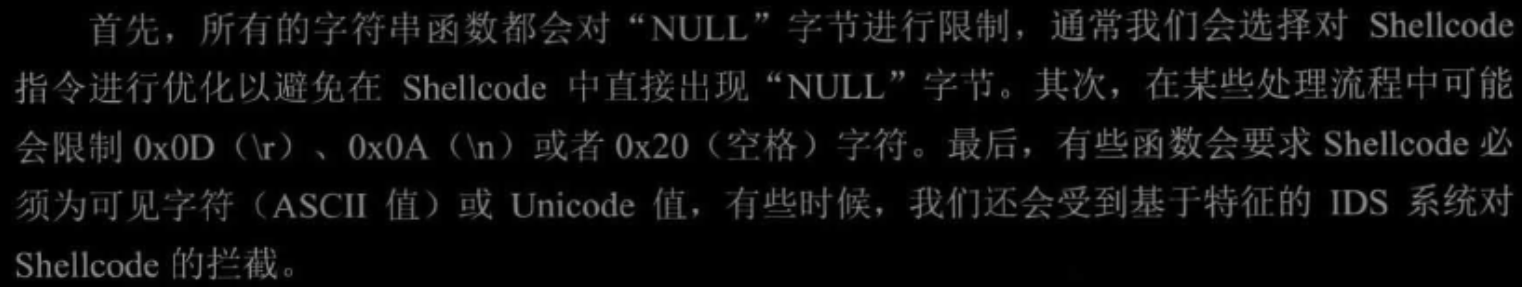 首先，所有的字符串函数都会对“NULL”字节进行限制，通常我们会选择对 Shellcode
指令进行优化以避免在 Shellcode 中直接出现“NULL”字节。其次，在某些处理流程中可能
会限制 0x0D（\r）、0x0A（\n）或者 0x20（空格）字符。最后，有些函数会要求 Shellcode 必
须为可见字符（ASCII 值）或 Unicode 值，有些时候，我们还会受到基于特征的 IDS 系统对
Shellcode 的拦截。